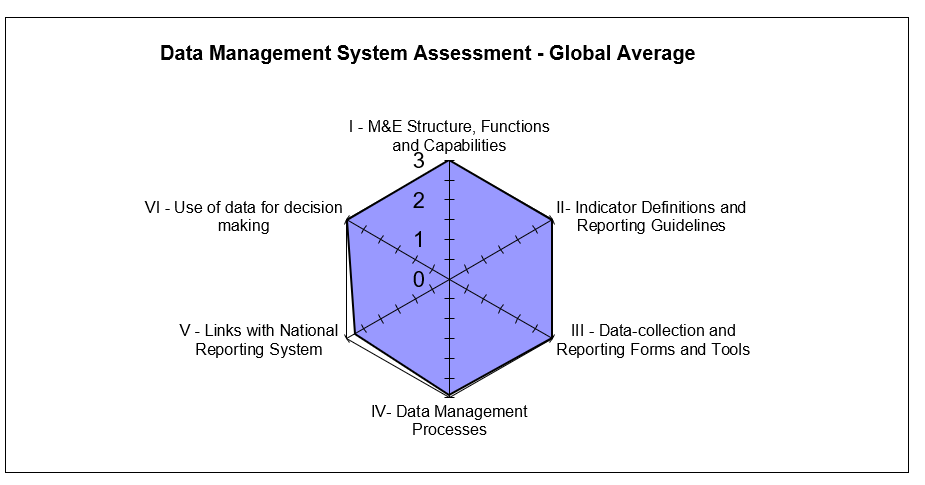 Data Management System Assessment - Global Average
I - M&E Structure, Functions
and Capabilities
3
2
1
0
VI - Use of data for decision
making
II- Indicator Definitions and
Reporting Guidelines
V - Links with National
Reporting System
III - Data-collection and
Reporting Forms and Tools
IV- Data Management
Processes